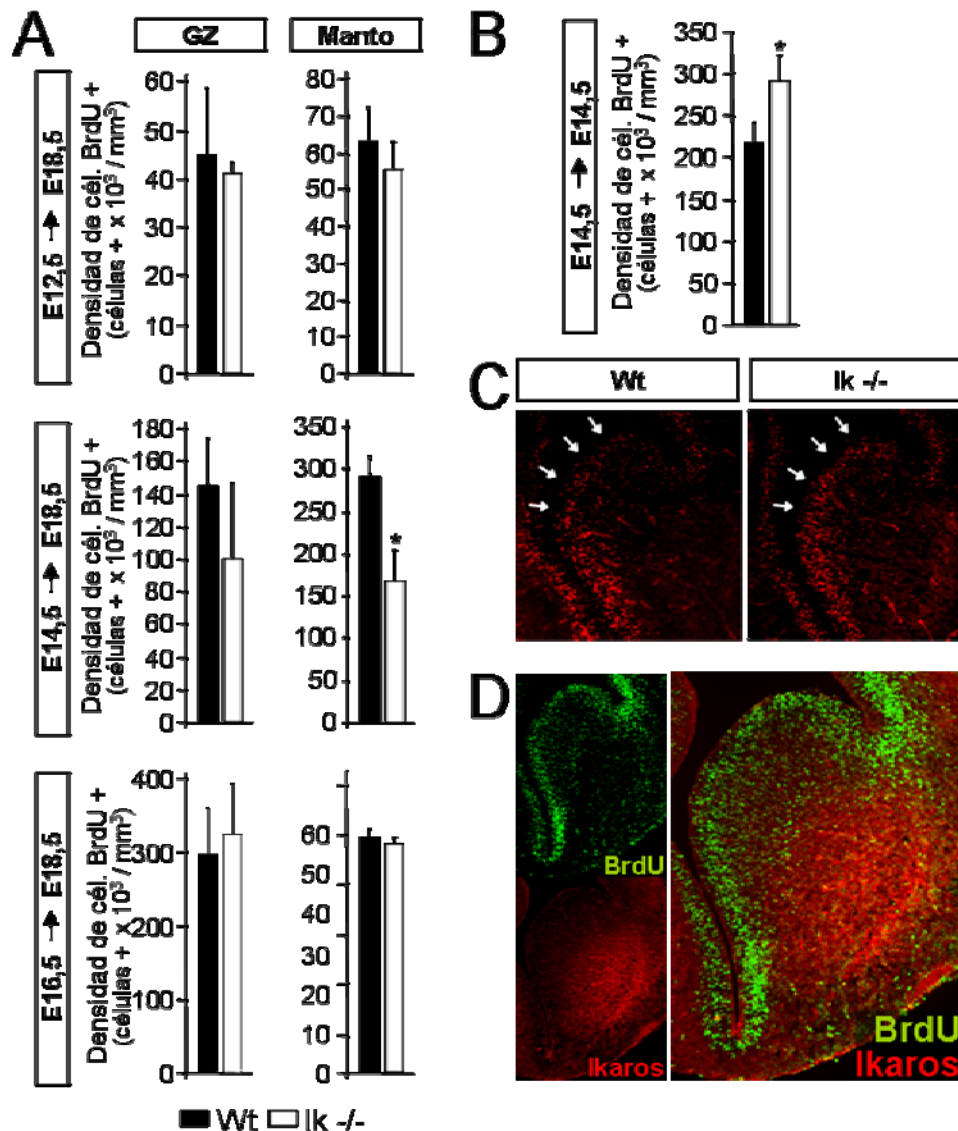 A
GZ
Manto
E12,5 → E18,5
Densidad de cél. BrdU +
(células + x 10³ / mm³)
60
50
40
30
20
10
0
80
70
60
50
40
30
20
10
0
E14,5 → E18,5
Densidad de cél. BrdU +
(células + x 10³ / mm³)
180
160
140
120
100
80
60
40
20
0
350
300
250
200
150
100
50
0
*
E16,5 → E18,5
Densidad de cél. BrdU +
(células + x 10³ / mm³)
400
300
200
100
0
60
50
40
30
20
10
0
Wt
Ik -/-
B
E14,5 → E14,5
Densidad de cél. BrdU +
(células + x 10³ / mm³)
350
300
250
200
150
100
50
0
*
C
Wt
Ik -/-
D
BrdU
Ikaros
BrdU
Ikaros